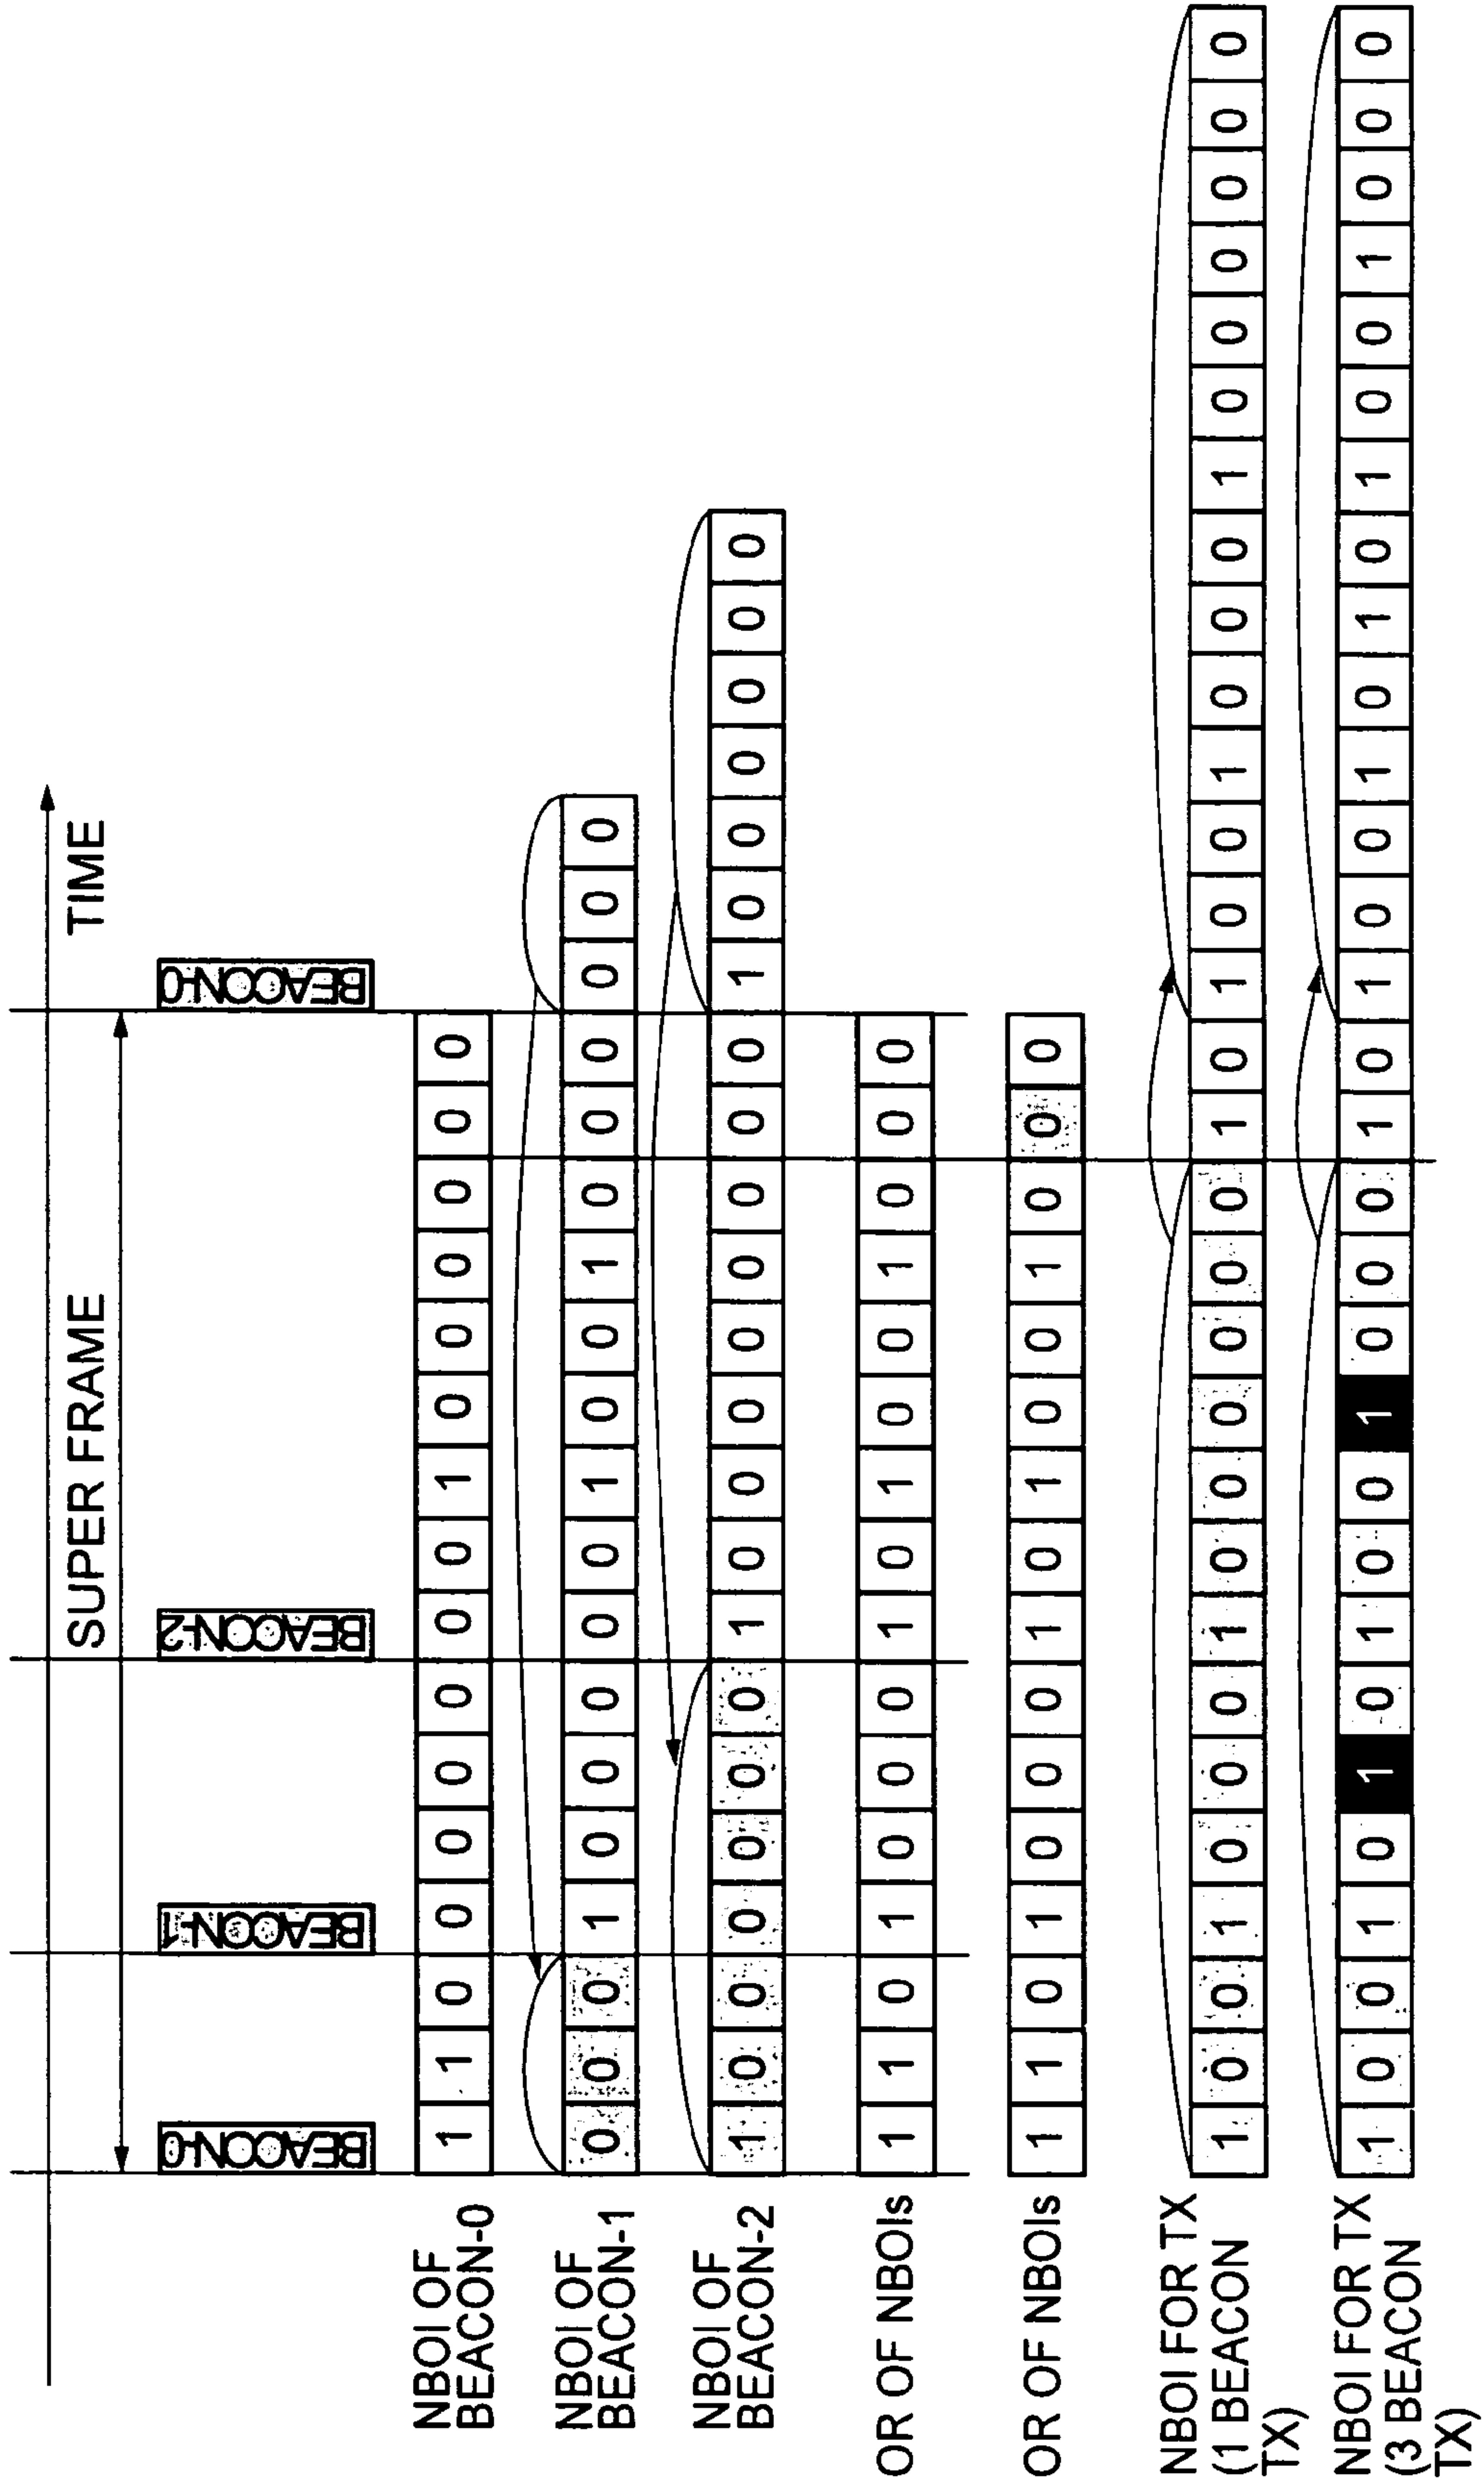 TIME
SUPER FRAME
BEACON-0
BEACON-1
BEACON-2
BEACON-0
NBOI OF
BEACON-0
1 1 0 0 0 0 0 0 0 1 0 0 0 0 0 0
NBOI OF
BEACON-1
0 0 0 1 0 0 0 0 0 1 0 0 1 0 0 0 0 0 0
NBOI OF
BEACON-2
1 0 0 0 0 0 0 1 0 0 0 0 0 0 0 0 1 0 0 0 0 0 0
OR OF NBOIs
1 1 0 1 0 0 0 1 0 1 0 0 1 0 0 0
OR OF NBOIs
1 1 0 1 0 0 0 1 0 1 0 0 1 0 0 0
NBOI FOR TX
(1 BEACON
TX)
1 0 0 1 0 0 0 1 0 0 0 0 0 0 1 0 1 0 0 1 0 0 0 1 0 0 0 0 0 0
NBOI FOR TX
(3 BEACON
TX)
1 0 0 1 0 1 0 1 0 0 1 0 0 0 1 0 1 0 0 1 0 1 0 1 0 0 1 0 0 0